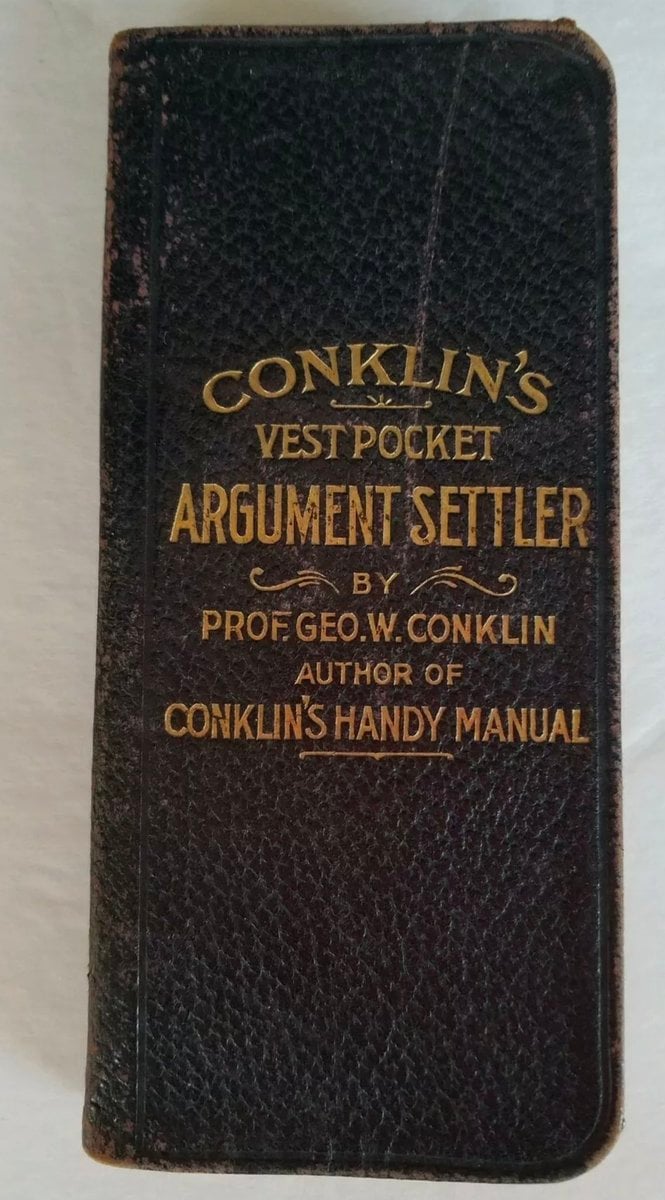 CONKLIN'S
VEST POCKET
ARGUMENT SETTLER
BY
PROF. GEO. W. CONKLIN
AUTHOR OF
CONKLIN'S HANDY MANUAL